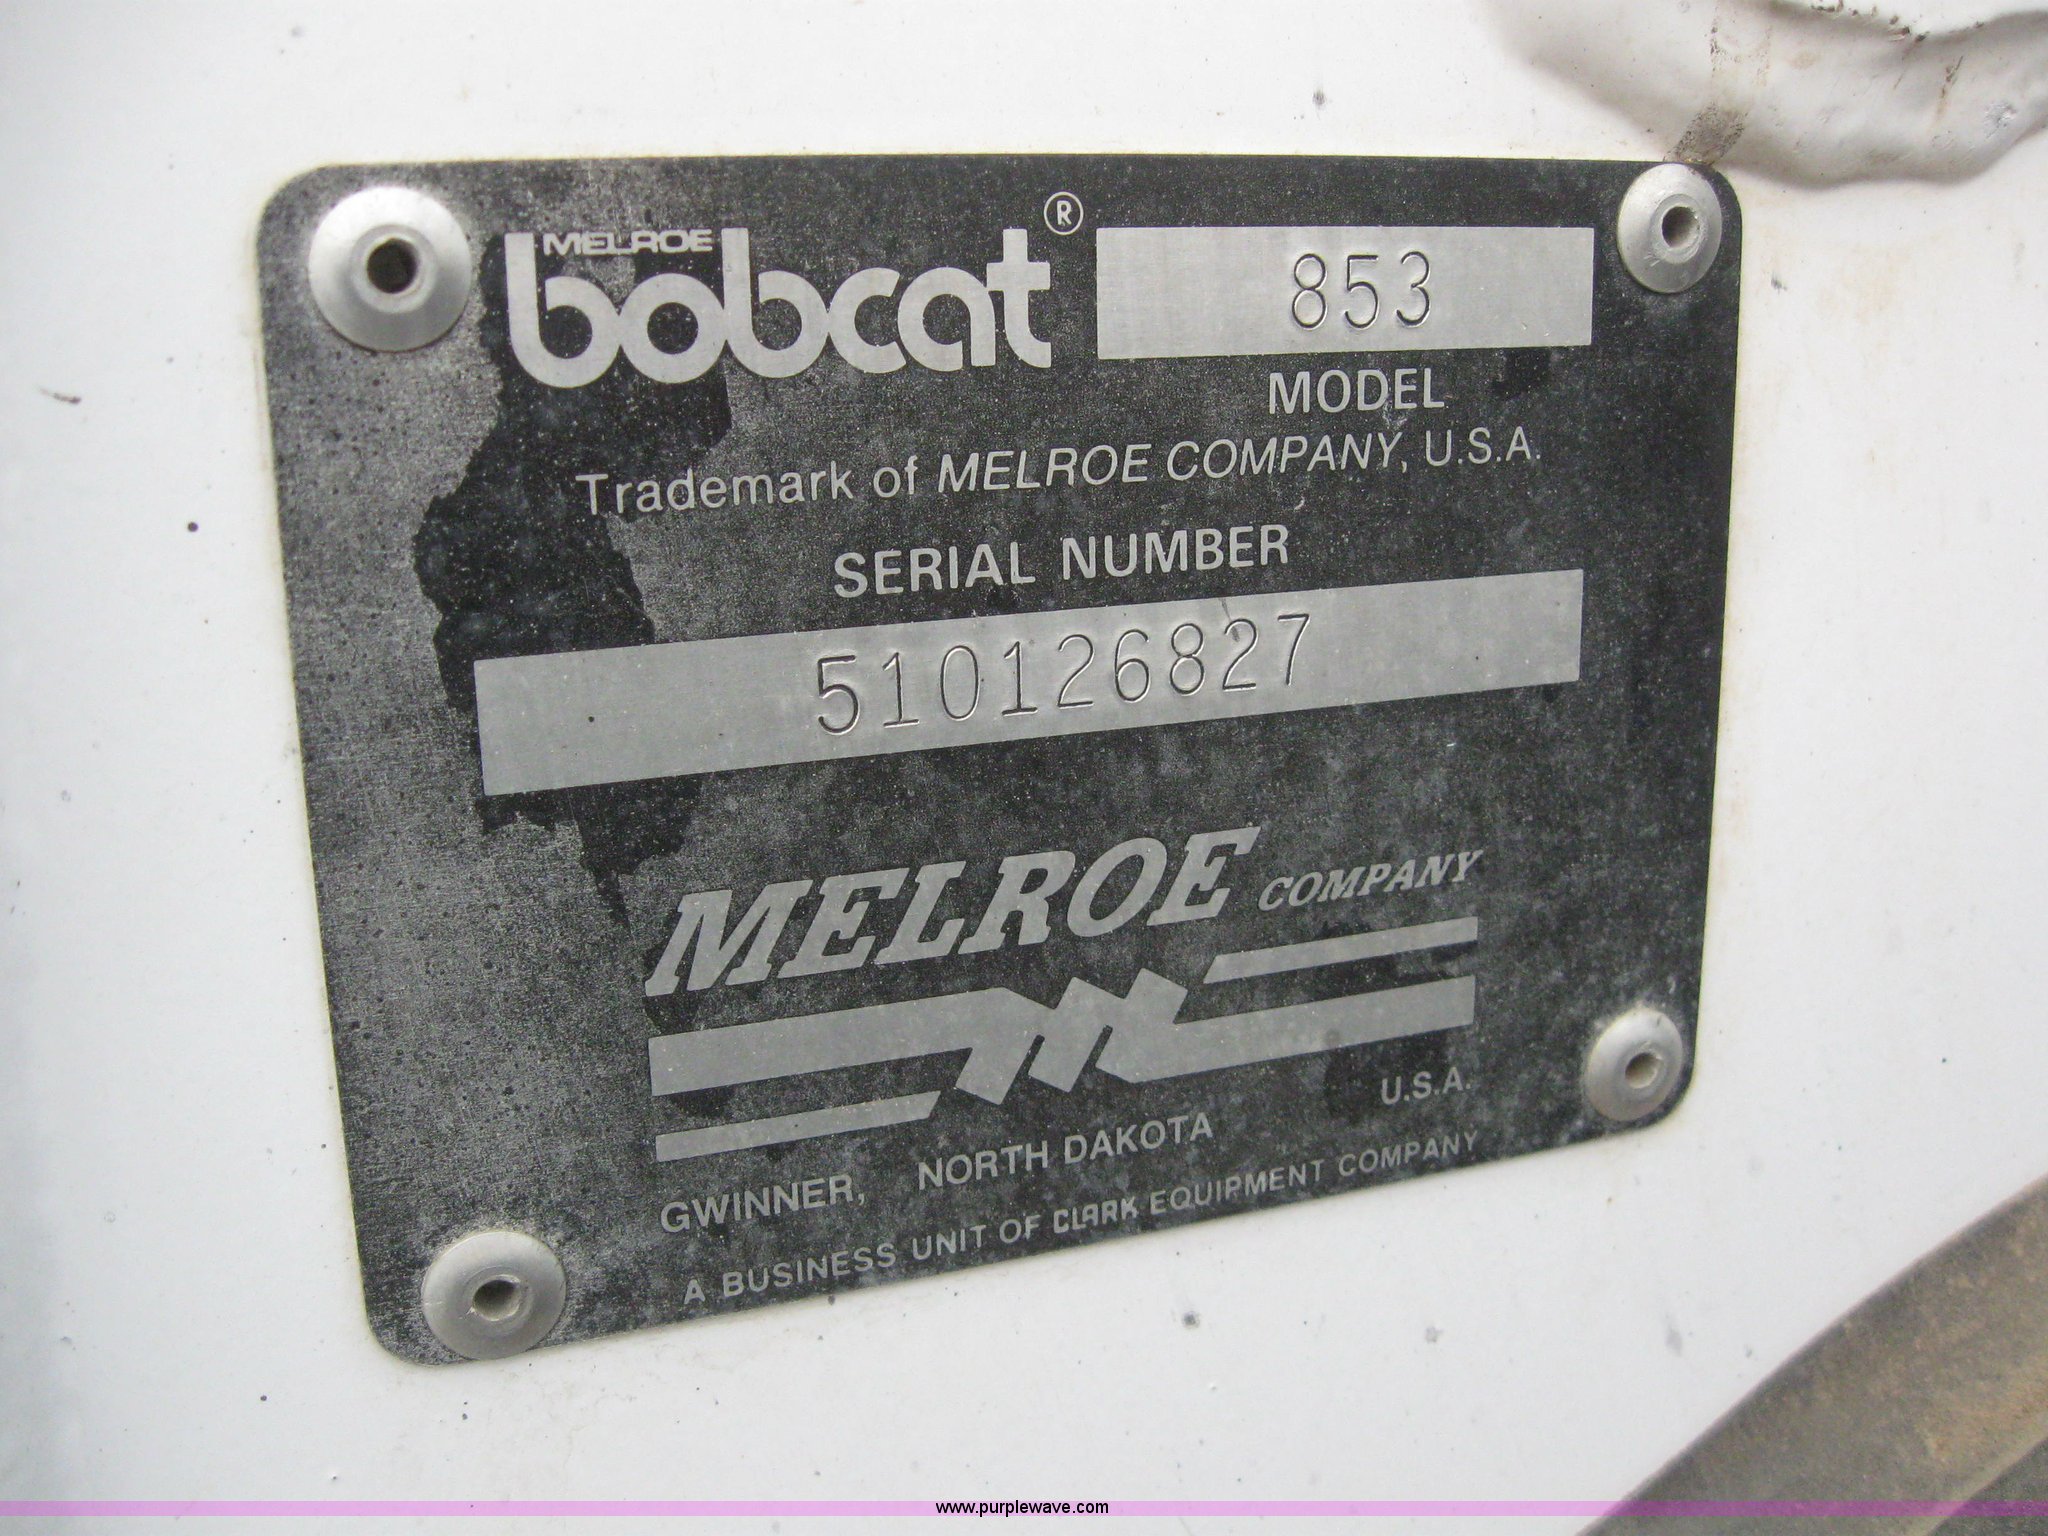 MELROE
bobcat®
853
MODEL
Trademark of MELROE COMPANY, U.S.A.
SERIAL NUMBER
510126827
MELROE COMPANY
GWINNER, NORTH DAKOTA U.S.A.
A BUSINESS UNIT OF CLARK EQUIPMENT COMPANY
www.purplewave.com